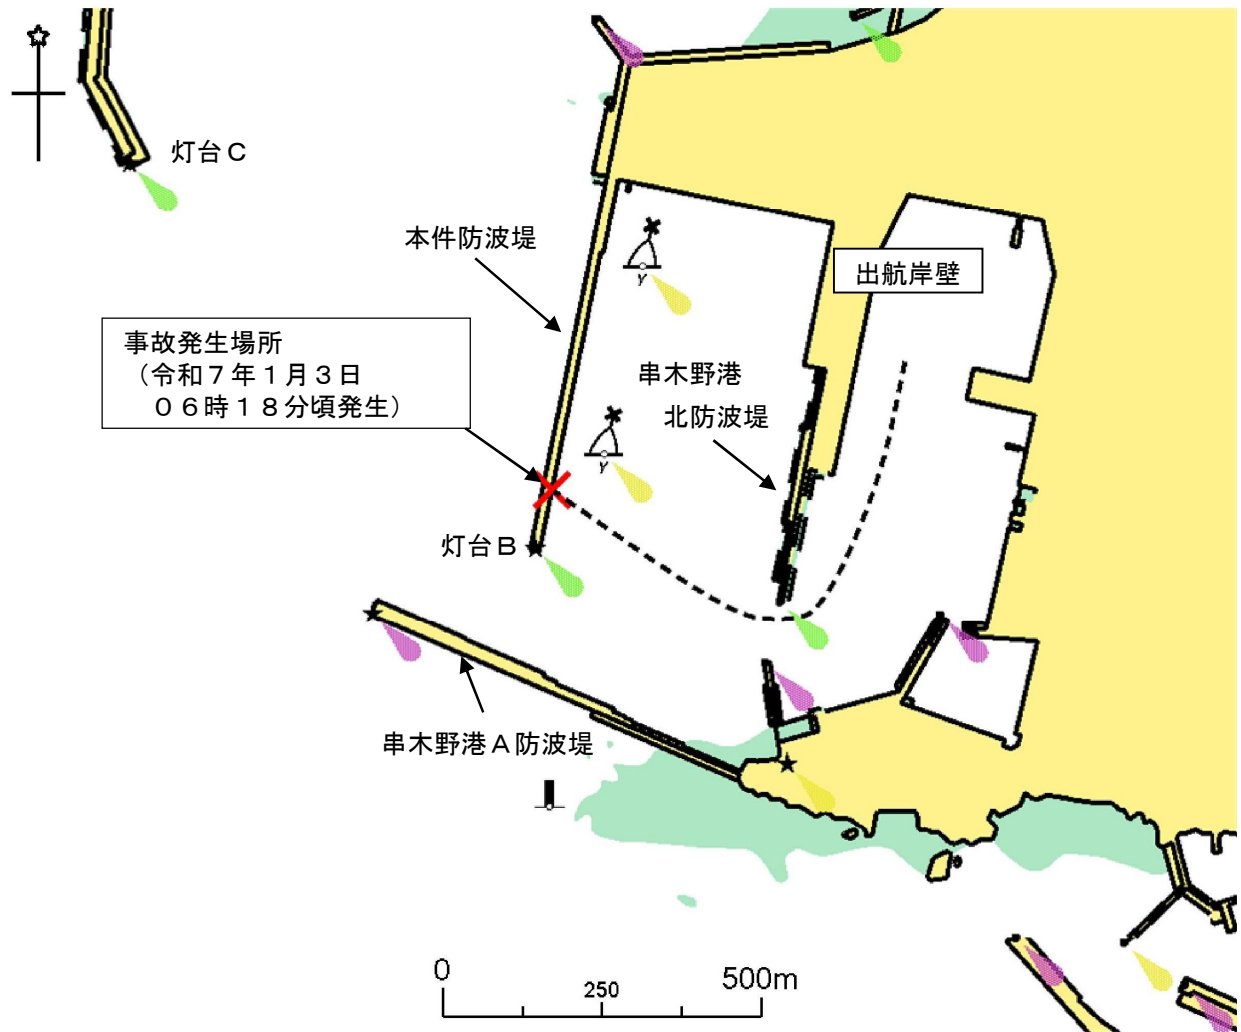 灯台C
本件防波堤
出航岸壁
事故発生場所
(令和7年1月3日
06時18分頃発生)
串木野港
北防波堤
灯台B
串木野港A防波堤
Y
Y
0
250
500m